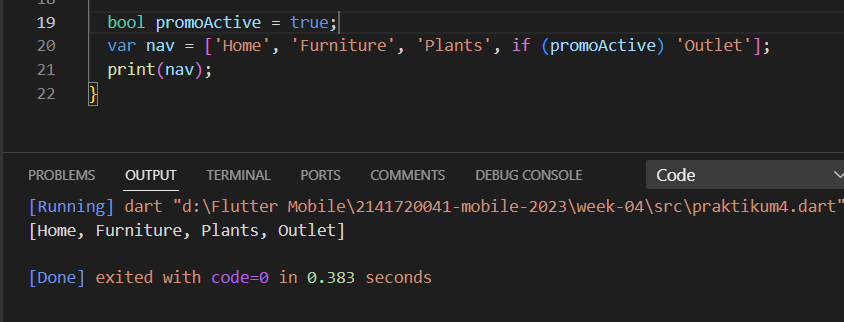 18
19 bool promoActive = true;
20 var nav = ['Home', 'Furniture', 'Plants', if (promoActive) 'Outlet'];
21 print(nav);
22 }
PROBLEMS OUTPUT TERMINAL PORTS COMMENTS DEBUG CONSOLE Code
[Running] dart "d:\Flutter Mobile\2141720041-mobile-2023\week-04\src\praktikum4.dart"
[Home, Furniture, Plants, Outlet]
[Done] exited with code=0 in 0.383 seconds